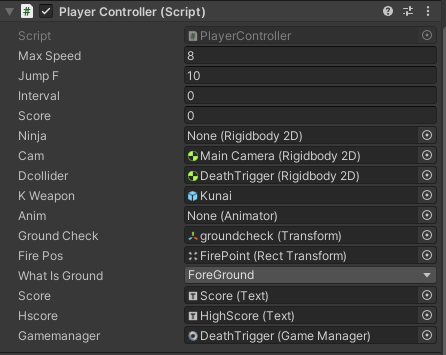 Player Controller (Script)
Script PlayerController
Max Speed 8
Jump F 10
Interval 0
Score 0
Ninja None (Rigidbody 2D)
Cam Main Camera (Rigidbody 2D)
Dcollider DeathTrigger (Rigidbody 2D)
K Weapon Kunai
Anim None (Animator)
Ground Check groundcheck (Transform)
Fire Pos FirePoint (Rect Transform)
What Is Ground ForeGround
Score Score (Text)
Hscore HighScore (Text)
Gamemanager DeathTrigger (Game Manager)